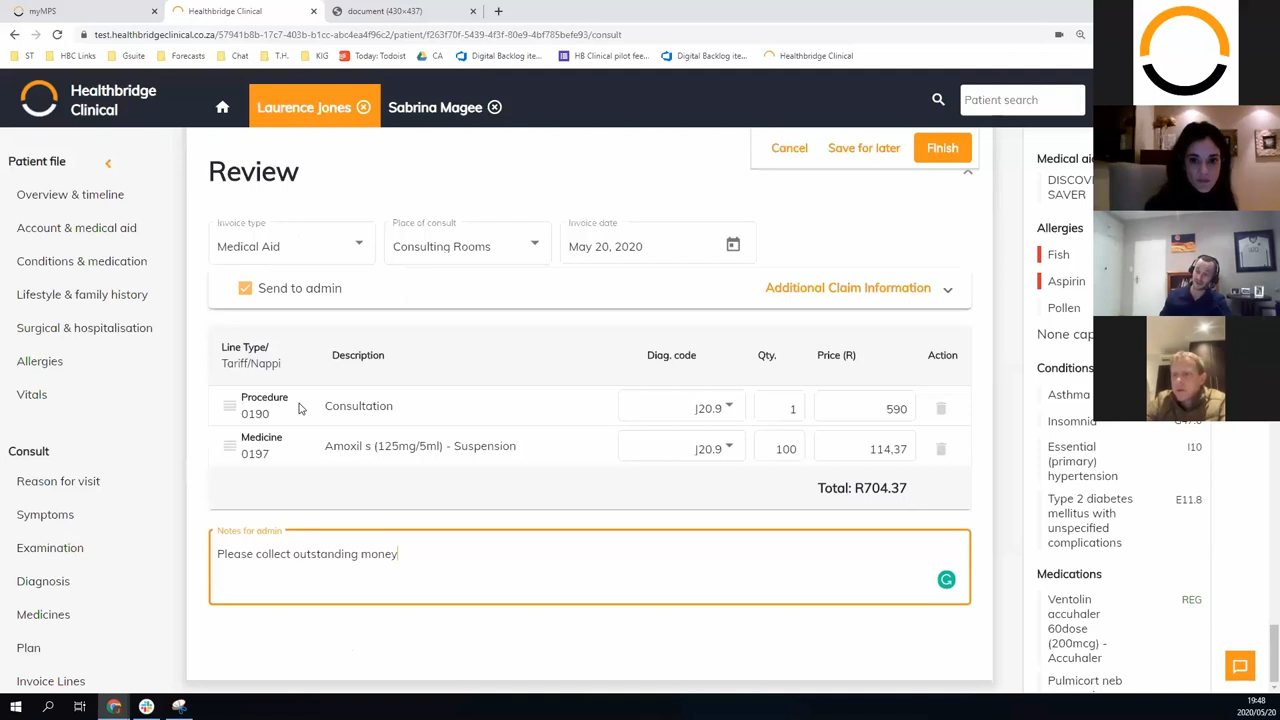 myMPS
Healthbridge Clinical
document (430×437)
test.healthbridgeclinical.co.za/57941b8b-17c7-403b-b1cc-abc4ea4f96c2/patient/f263f70f-5439-4f3f-80e9-4bf785befe93/consult
ST
HBC Links
Gsuite
Forecasts
Chat
T.H.
KIG
Today: Todoist
CA
Digital Backlog ite...
HB Clinical pilot fee...
Digital Backlog ite...
Healthbridge Clinical
Healthbridge
Clinical
Laurence Jones
Sabrina Magee
Patient search
Patient file
Overview & timeline
Account & medical aid
Conditions & medication
Lifestyle & family history
Surgical & hospitalisation
Allergies
Vitals
Consult
Reason for visit
Symptoms
Examination
Diagnosis
Medicines
Plan
Invoice Lines
Cancel
Save for later
Finish
Review
Invoice type
Medical Aid
Place of consult
Consulting Rooms
Invoice date
May 20, 2020
Send to admin
Additional Claim Information
Line Type/
Tariff/Nappi
Description
Diag. code
Qty.
Price (R)
Action
Procedure
0190
Consultation
J20.9
1
590
Medicine
0197
Amoxil s (125mg/5ml) - Suspension
J20.9
100
114,37
Total: R704.37
Notes for admin
Please collect outstanding money
Medical aid
DISCOV
SAVER
Allergies
Fish
Aspirin
Pollen
None cap
Conditions
Asthma
Insomnia
Essential
(primary)
hypertension
I10
Type 2 diabetes
mellitus with
unspecified
complications
E11.8
Medications
Ventolin
accuhaler
60dose
(200mcg) -
Accuhaler
REG
Pulmicort neb
19:48
2020/05/20